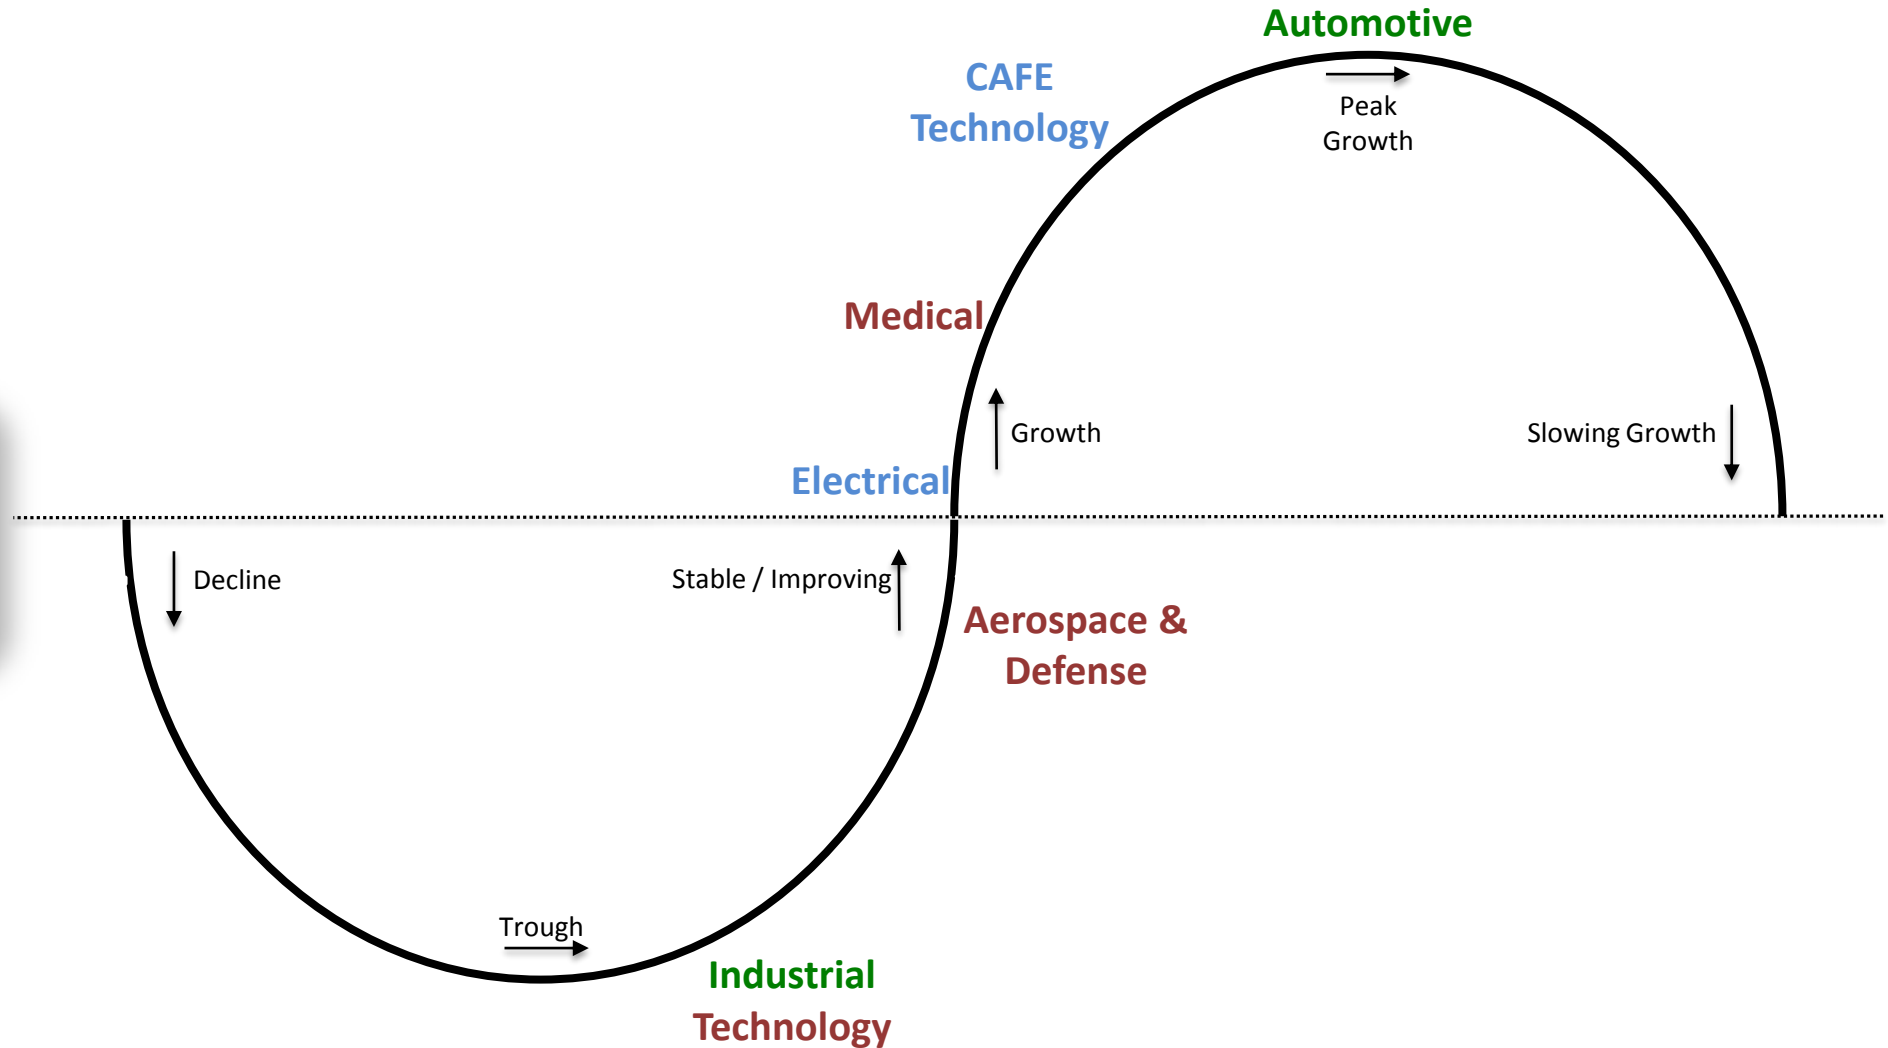 Automotive
CAFE
Technology
Peak
Growth
Medical
Growth
Slowing Growth
Electrical
Decline
Stable / Improving
Aerospace &
Defense
Trough
Industrial
Technology